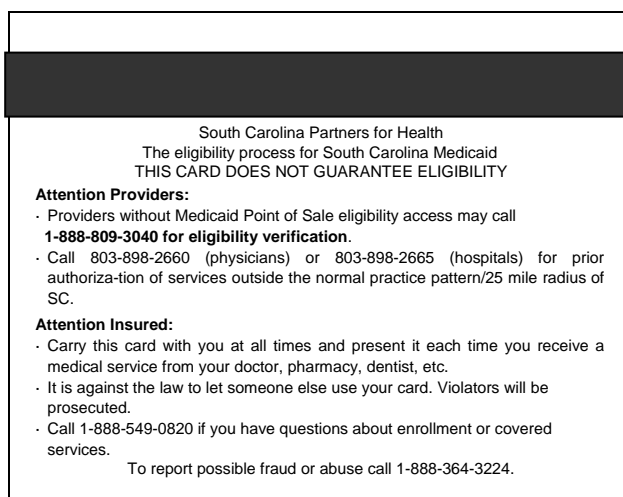 South Carolina Partners for Health
The eligibility process for South Carolina Medicaid
THIS CARD DOES NOT GUARANTEE ELIGIBILITY
Attention Providers:
· Providers without Medicaid Point of Sale eligibility access may call
1-888-809-3040 for eligibility verification.
· Call 803-898-2660 (physicians) or 803-898-2665 (hospitals) for prior
authoriza-tion of services outside the normal practice pattern/25 mile radius of
SC.
Attention Insured:
· Carry this card with you at all times and present it each time you receive a
medical service from your doctor, pharmacy, dentist, etc.
· It is against the law to let someone else use your card. Violators will be
prosecuted.
· Call 1-888-549-0820 if you have questions about enrollment or covered
services.
To report possible fraud or abuse call 1-888-364-3224.